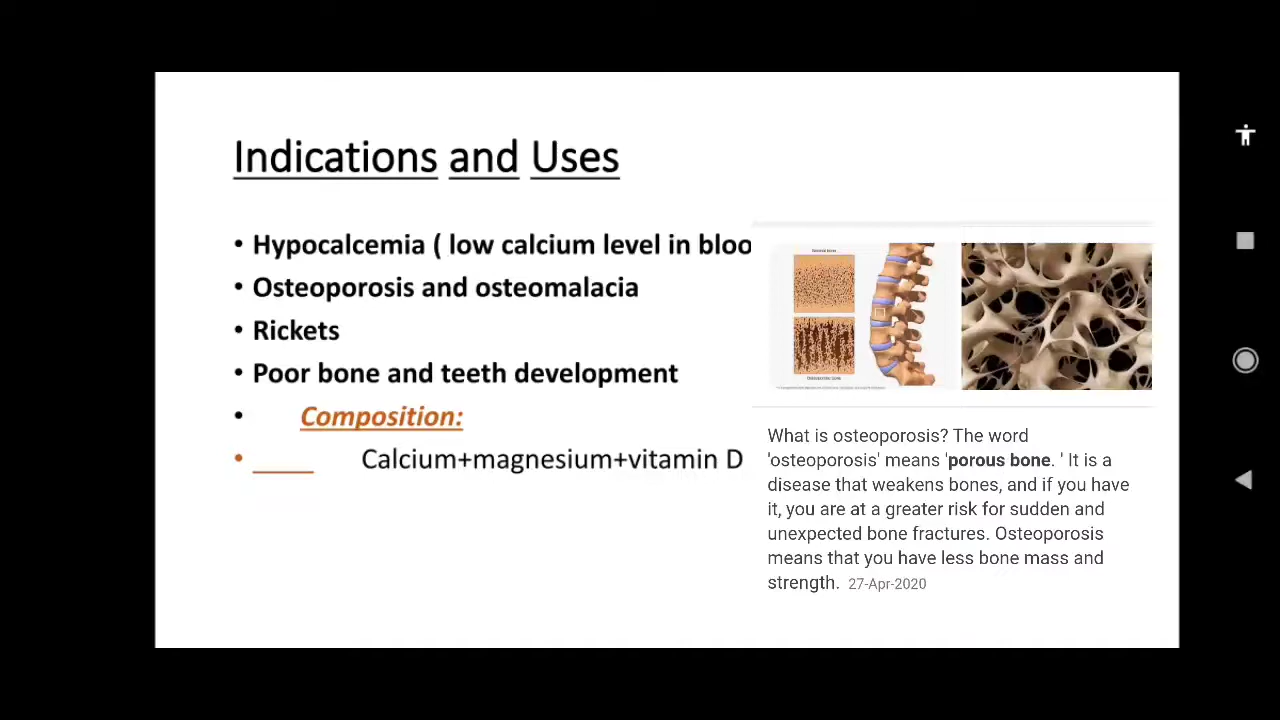 Indications and Uses
• Hypocalcemia ( low calcium level in bloo
• Osteoporosis and osteomalacia
• Rickets
• Poor bone and teeth development
• Composition:
• Calcium+magnesium+vitamin D
What is osteoporosis? The word
'osteoporosis' means 'porous bone. ' It is a
disease that weakens bones, and if you have
it, you are at a greater risk for sudden and
unexpected bone fractures. Osteoporosis
means that you have less bone mass and
strength. 27-Apr-2020